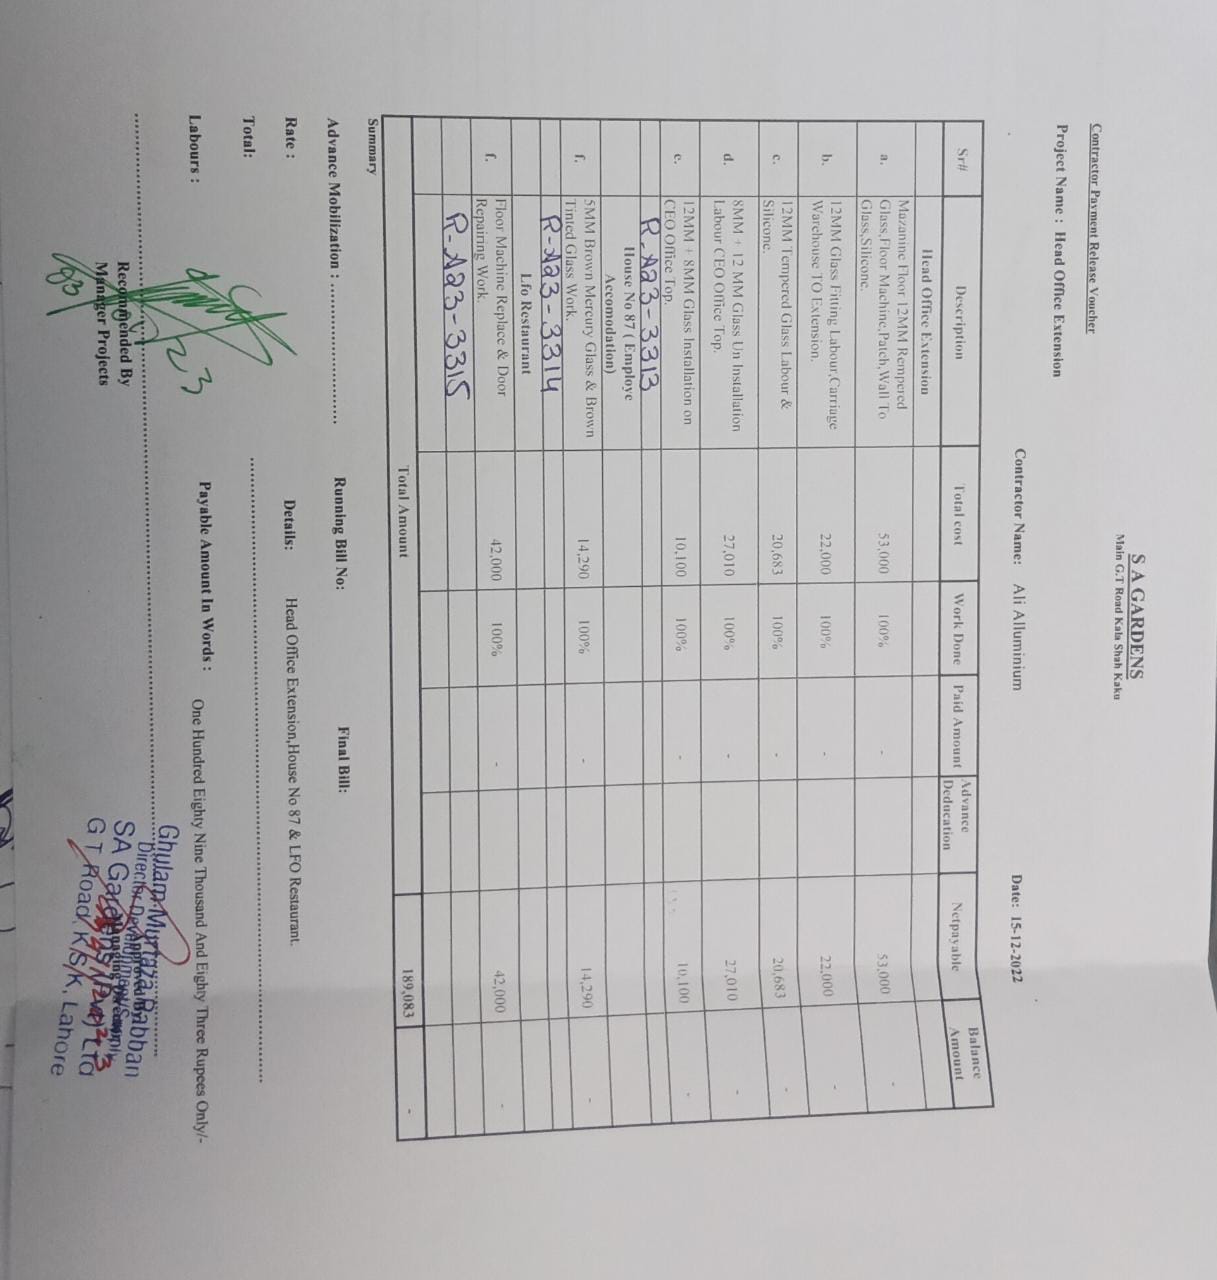 S A GARDENS
Main G.T Road Kala Shah Kaku
Contractor Payment Release Voucher
Project Name : Head Office Extension
Contractor Name: Ali Alluminium Date: 15-12-2022
Sr# Description Total cost Work Done Paid Amount Advance Deducation Netpayable Balance Amount
Head Office Extension
a. Mazanine Floor 12MM Rempered Glass,Floor Machine,Patch,Wall To Glass,Silicone. 53,000 100% - 53,000 -
b. 12MM Glass Fitting Labour,Carriage Warehouse TO Extension. 22,000 100% - 22,000 -
c. 12MM Tempered Glass Labour & Silicone. 20,683 100% - 20,683 -
d. 8MM + 12 MM Glass Un Installation Labour CEO Office Top. 27,010 100% - 27,010 -
e. 12MM + 8MM Glass Installation on CEO Office Top. 10,100 100% - 10,100 -
R-A23-3313
House No 87 ( Employe Accomodation)
f. 5MM Brown Mercury Glass & Brown Tinted Glass Work. 14,290 100% - 14,290 -
R-A23-3314
Lfo Restaurant
f. Floor Machine Replace & Door Repairing Work. 42,000 100% - 42,000 -
R-A23-3315
Total Amount 189,083 -
Summary
Advance Mobilization : Running Bill No: Final Bill:
Rate : Details: Head Office Extension,House No 87 & LFO Restaurant.
Total:
Labours : Payable Amount In Words : One Hundred Eighty Nine Thousand And Eighty Three Rupees Only/-
Recommended By
Manager Projects
Ghulam Murtaza Rabban
SA Gardens (Pvt) Ltd
GT Road, K/S/K, Lahore